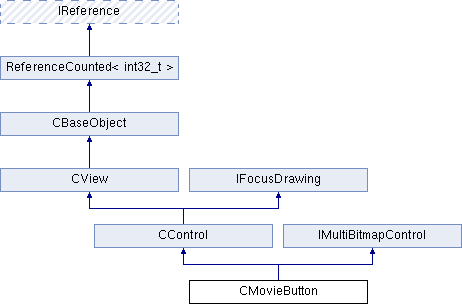 IReference
ReferenceCounted< int32_t >
CBaseObject
CView
IFocusDrawing
CControl
IMultiBitmapControl
CMovieButton